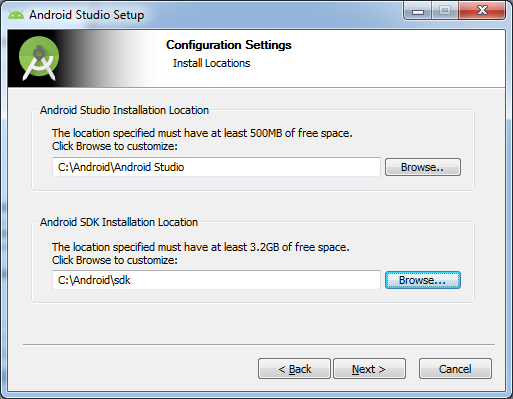 Android Studio Setup
Configuration Settings
Install Locations
Android Studio Installation Location
The location specified must have at least 500MB of free space.
Click Browse to customize:
C:\Android\Android Studio
Browse..
Android SDK Installation Location
The location specified must have at least 3.2GB of free space.
Click Browse to customize:
C:\Android\sdk
Browse...
< Back
Next >
Cancel